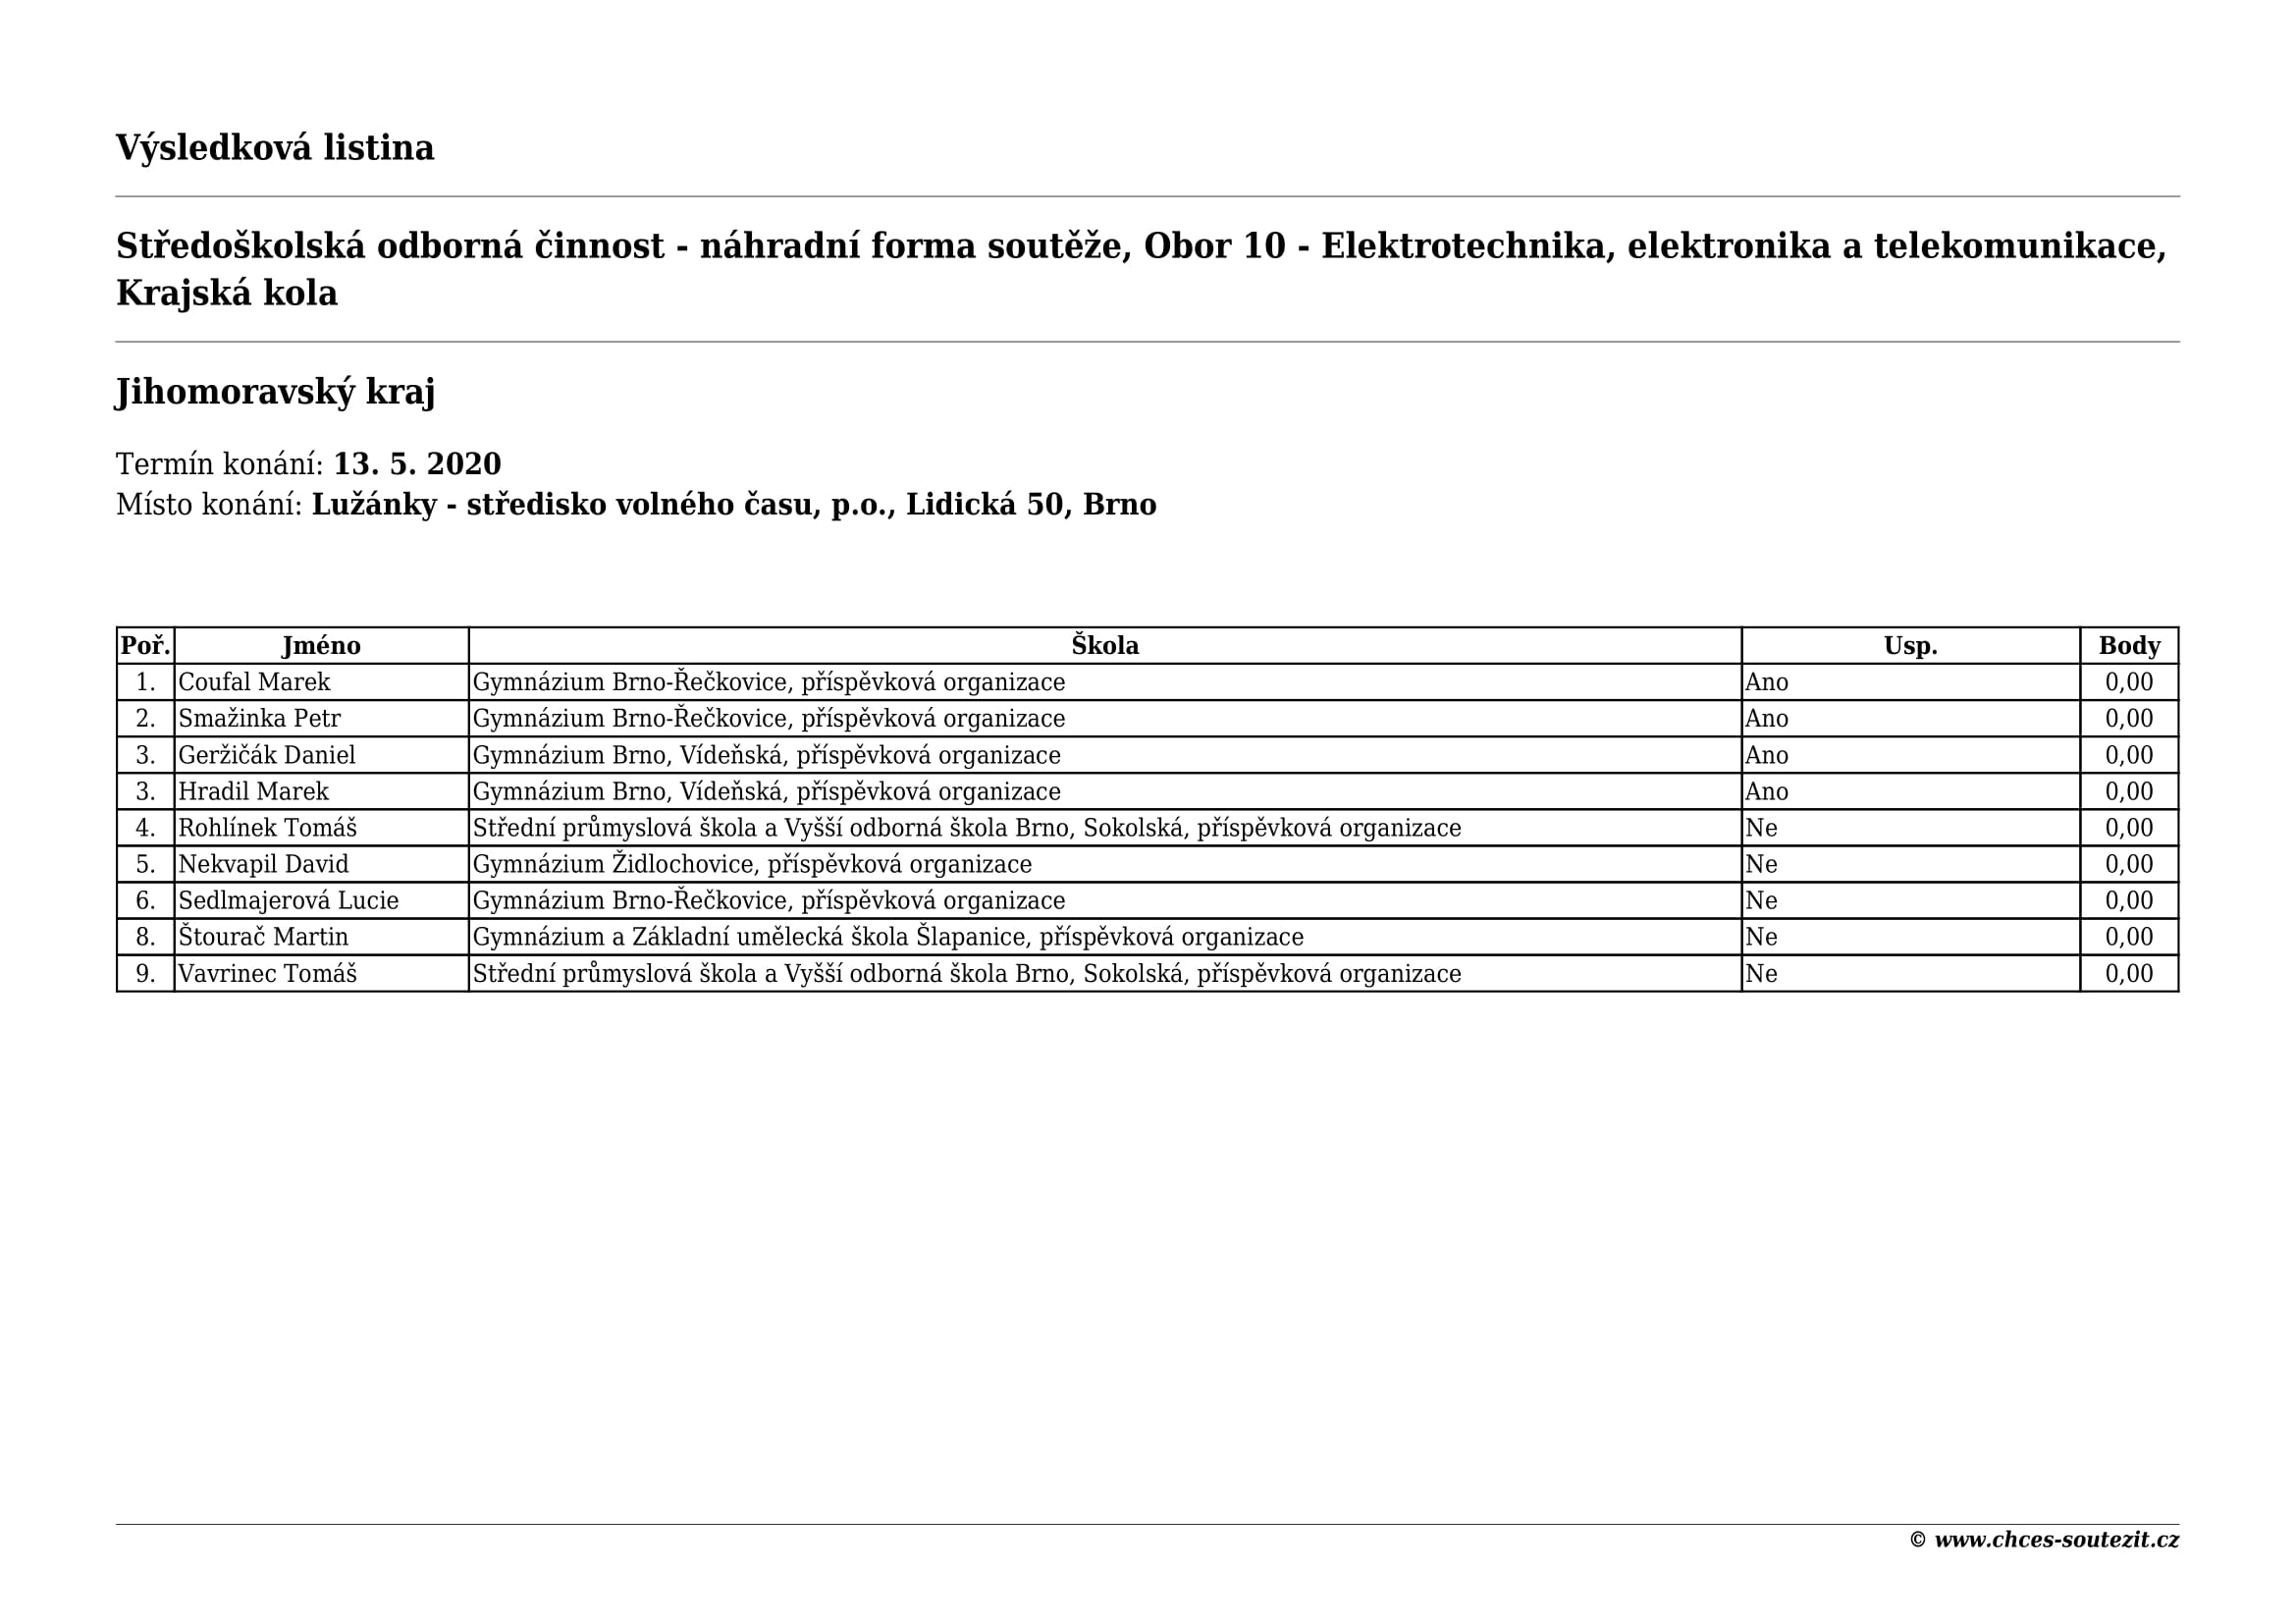 Výsledková listina
Středoškolská odborná činnost - náhradní forma soutěže, Obor 10 - Elektrotechnika, elektronika a telekomunikace,
Krajská kola
Jihomoravský kraj
Termín konání: 13. 5. 2020
Místo konání: Lužánky - středisko volného času, p.o., Lidická 50, Brno
Poř. Jméno Škola Usp. Body
1. Coufal Marek Gymnázium Brno-Řečkovice, příspěvková organizace Ano 0,00
2. Smažinka Petr Gymnázium Brno-Řečkovice, příspěvková organizace Ano 0,00
3. Geržičák Daniel Gymnázium Brno, Vídeňská, příspěvková organizace Ano 0,00
3. Hradil Marek Gymnázium Brno, Vídeňská, příspěvková organizace Ano 0,00
4. Rohlínek Tomáš Střední průmyslová škola a Vyšší odborná škola Brno, Sokolská, příspěvková organizace Ne 0,00
5. Nekvapil David Gymnázium Židlochovice, příspěvková organizace Ne 0,00
6. Sedlmajerová Lucie Gymnázium Brno-Řečkovice, příspěvková organizace Ne 0,00
8. Štourač Martin Gymnázium a Základní umělecká škola Šlapanice, příspěvková organizace Ne 0,00
9. Vavrinec Tomáš Střední průmyslová škola a Vyšší odborná škola Brno, Sokolská, příspěvková organizace Ne 0,00
© www.chces-soutezit.cz